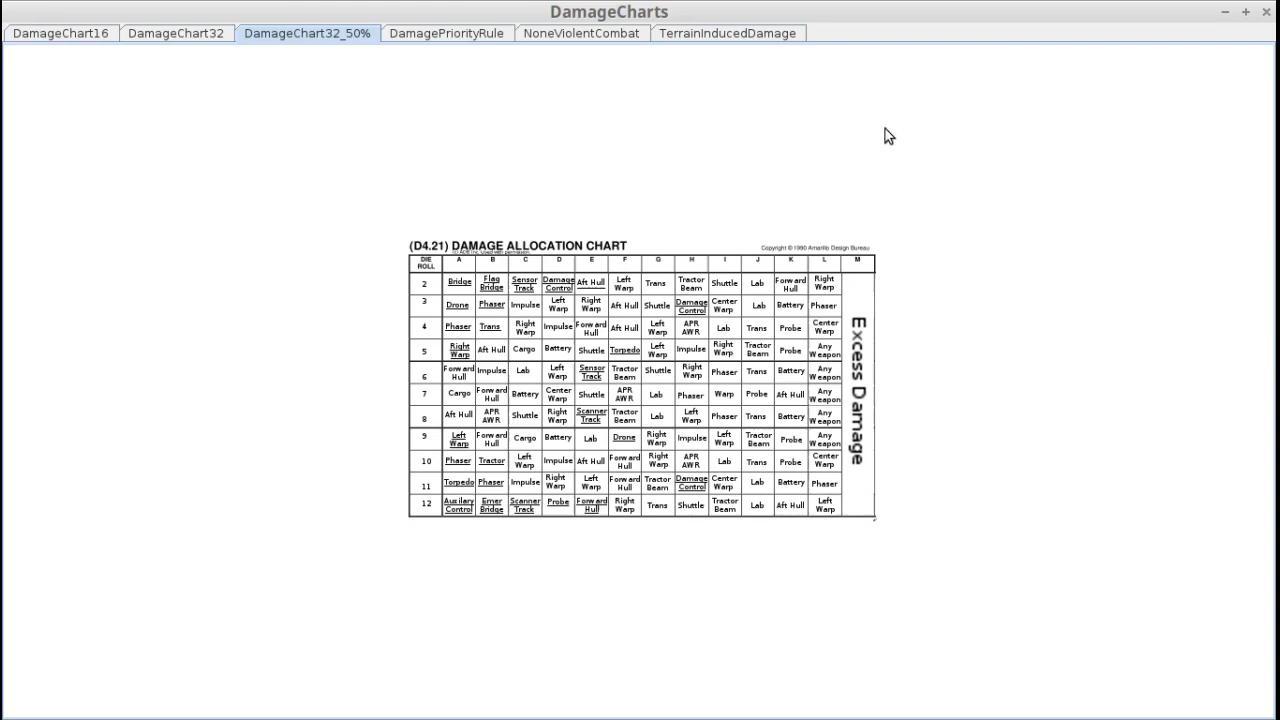 DamageCharts
DamageChart16 DamageChart32 DamageChart32_50% DamagePriorityRule NoneViolentCombat TerrainInducedDamage
(D4.21) DAMAGE ALLOCATION CHART
Copyright © 1990 Amarillo Design Bureau
DIE ROLL A B C D E F G H I J K L M
2 Bridge Flag Bridge Sensor Track Damage Control Aft Hull Left Warp Trans Tractor Beam Shuttle Lab Forward Hull Right Warp
3 Drone Phaser Impulse Left Warp Right Warp Aft Hull Shuttle Damage Control Center Warp Lab Battery Phaser
4 Phaser Trans Right Warp Impulse Forward Hull Aft Hull Left Warp APR AWR Lab Trans Probe Center Warp
5 Right Warp Aft Hull Cargo Battery Shuttle Torpedo Left Warp Impulse Right Warp Tractor Beam Probe Any Weapon
6 Forward Hull Impulse Lab Left Warp Sensor Track Tractor Beam Shuttle Right Warp Phaser Trans Battery Any Weapon
7 Cargo Forward Hull Battery Center Warp Shuttle APR AWR Lab Phaser Warp Probe Aft Hull Any Weapon
8 Aft Hull APR AWR Shuttle Right Warp Scanner Track Tractor Beam Lab Left Warp Phaser Trans Battery Any Weapon
9 Left Warp Forward Hull Cargo Battery Lab Drone Right Warp Impulse Left Warp Tractor Beam Probe Any Weapon
10 Phaser Tractor Left Warp Impulse Aft Hull Forward Hull Right Warp APR AWR Lab Trans Probe Center Warp
11 Torpedo Phaser Impulse Right Warp Left Warp Forward Hull Tractor Beam Damage Control Center Warp Lab Battery Phaser
12 Auxilary Control Emer Bridge Scanner Track Probe Forward Hull Right Warp Trans Shuttle Tractor Beam Lab Aft Hull Left Warp
Excess Damage